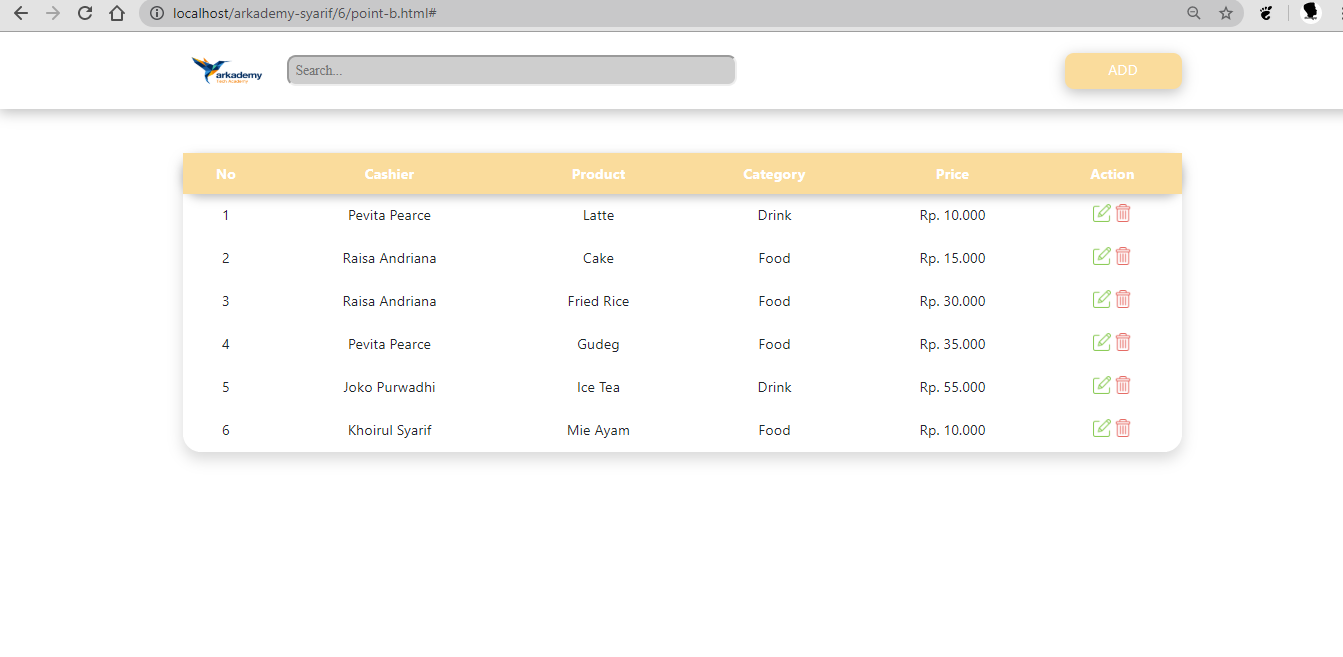 localhost/arkademy-syarif/6/point-b.html#
arkademy
Tech Academy
Search...
ADD
No Cashier Product Category Price Action
1 Pevita Pearce Latte Drink Rp. 10.000
2 Raisa Andriana Cake Food Rp. 15.000
3 Raisa Andriana Fried Rice Food Rp. 30.000
4 Pevita Pearce Gudeg Food Rp. 35.000
5 Joko Purwadhi Ice Tea Drink Rp. 55.000
6 Khoirul Syarif Mie Ayam Food Rp. 10.000